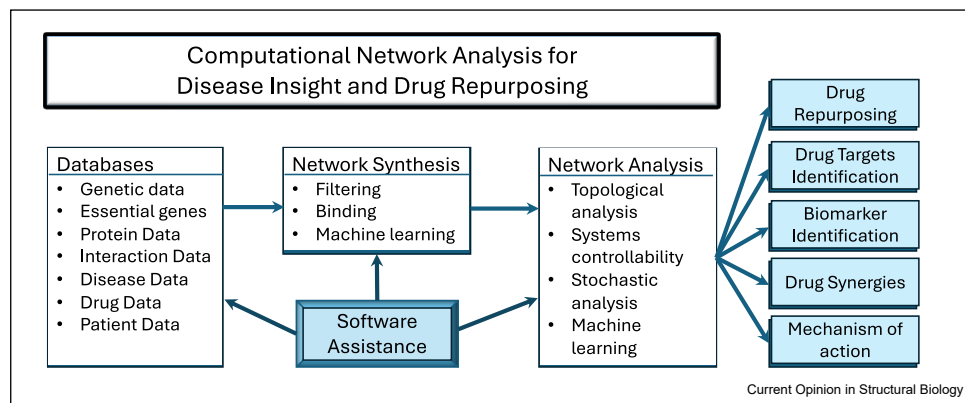 Computational Network Analysis for
Disease Insight and Drug Repurposing
Databases
• Genetic data
• Essential genes
• Protein Data
• Interaction Data
• Disease Data
• Drug Data
• Patient Data
Network Synthesis
• Filtering
• Binding
• Machine learning
Software
Assistance
Network Analysis
• Topological
analysis
• Systems
controllability
• Stochastic
analysis
• Machine
learning
Drug
Repurposing
Drug Targets
Identification
Biomarker
Identification
Drug Synergies
Mechanism of
action
Current Opinion in Structural Biology